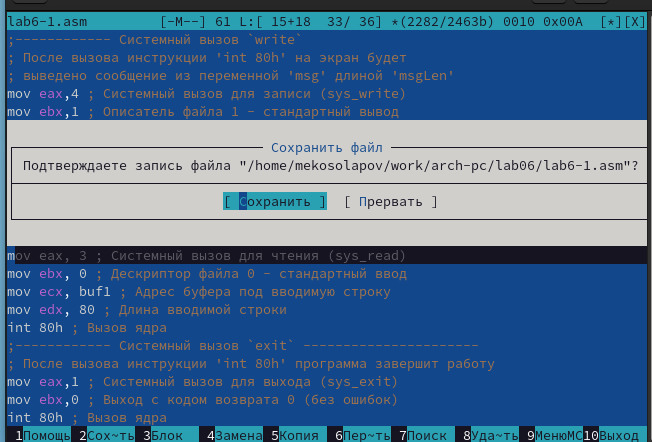 lab6-1.asm [-M--] 61 L:[ 15+18 33/ 36] *(2282/2463b) 0010 0x00A [*][X]
;------------ Системный вызов `write`
; После вызова инструкции 'int 80h' на экран будет
; выведено сообщение из переменной 'msg' длиной 'msgLen'
mov eax,4 ; Системный вызов для записи (sys_write)
mov ebx,1 ; Описатель файла 1 - стандартный вывод
Сохранить файл
Подтверждаете запись файла "/home/mekosolapov/work/arch-pc/lab06/lab6-1.asm"?
[ Сохранить ] [ Прервать ]
mov eax, 3 ; Системный вызов для чтения (sys_read)
mov ebx, 0 ; Дескриптор файла 0 - стандартный ввод
mov ecx, buf1 ; Адрес буфера под вводимую строку
mov edx, 80 ; Длина вводимой строки
int 80h ; Вызов ядра
;------------ Системный вызов `exit` ----------------------
; После вызова инструкции 'int 80h' программа завершит работу
mov eax,1 ; Системный вызов для выхода (sys_exit)
mov ebx,0 ; Выход с кодом возврата 0 (без ошибок)
int 80h ; Вызов ядра
1Помощь 2Сох~ть 3Блок 4Замена 5Копия 6Пер~ть 7Поиск 8Уда~ть 9МенюMC 10Выход